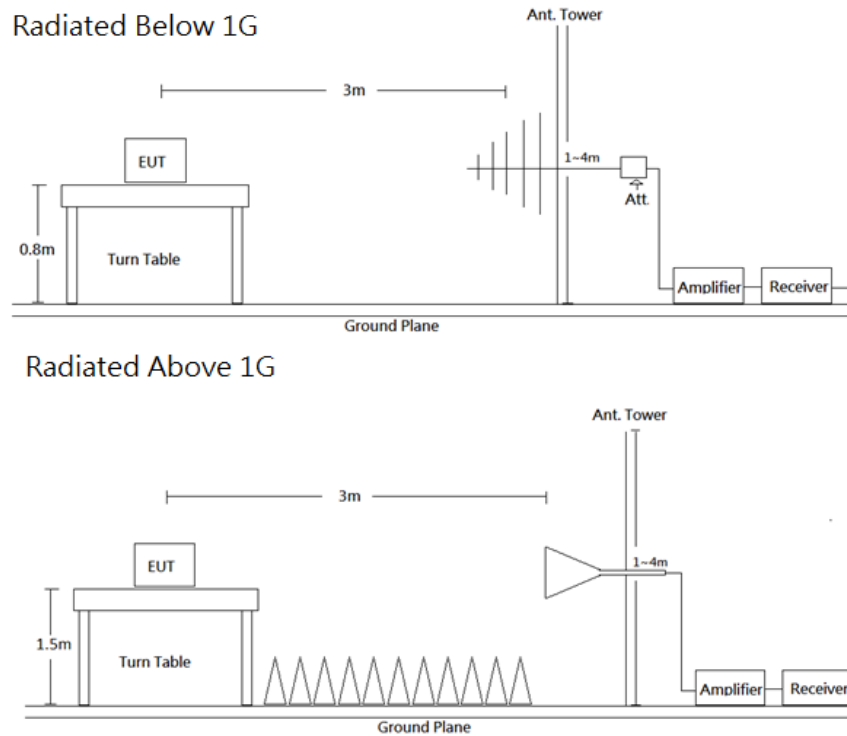 Radiated Below 1G
Ant. Tower
3m
EUT
1~4m
Att.
0.8m
Turn Table
Amplifier
Receiver
Ground Plane
Radiated Above 1G
Ant. Tower
3m
EUT
1~4m
1.5m
Turn Table
Amplifier
Receiver
Ground Plane